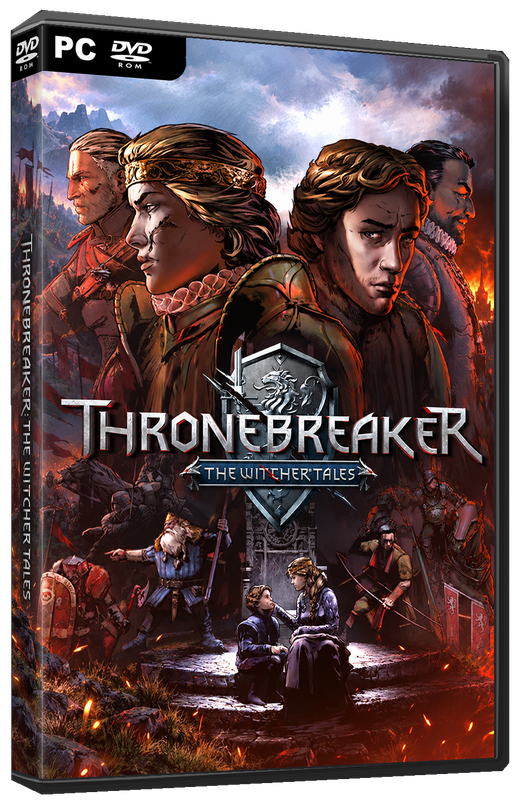 DVD
ROM
PC DVD
ROM
THRONEBREAKER: THE WITCHER TALES
THRONEBREAKER
THE WITCHER TALES